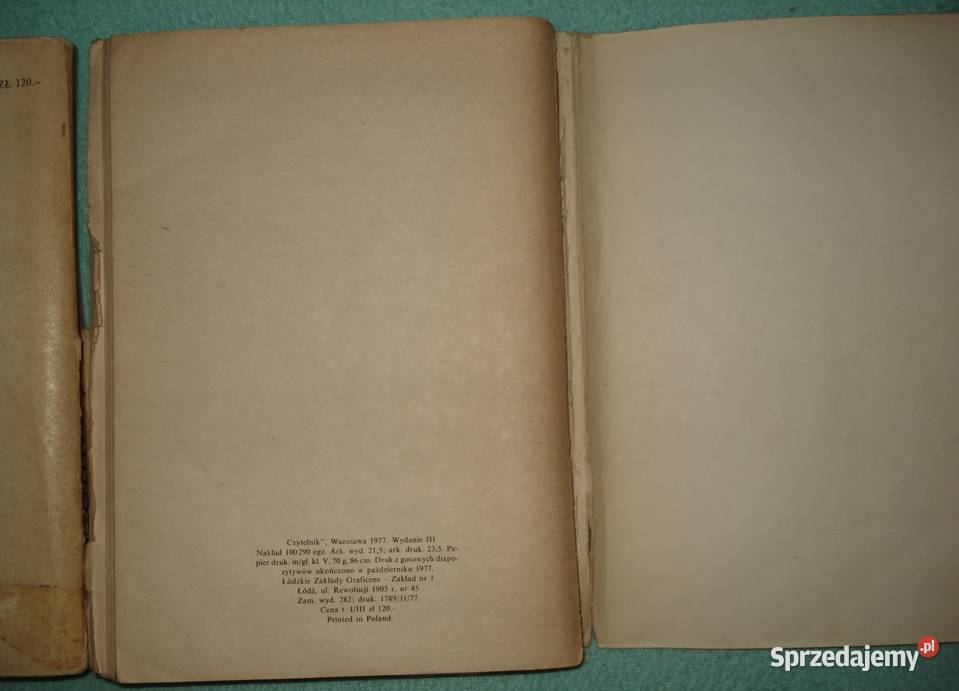 ZŁ 120.–
Czytelnik", Warszawa 1977. Wydanie III
Nakład 100 290 egz. Ark. wyd. 21,5; ark. druk. 23,5. Pa-
pier druk. m/gł. kl. V, 70 g, 86 cm. Druk z gotowych diapo-
zytywów ukończono w październiku 1977.
Łódzkie Zakłady Graficzne – Zakład nr 1
Łódź, ul. Rewolucji 1905 r. nr 45
Zam. wyd. 282; druk. 1789/11/77.
Cena t. I/III zł 120.–
Printed in Poland
Sprzedajemy.pl